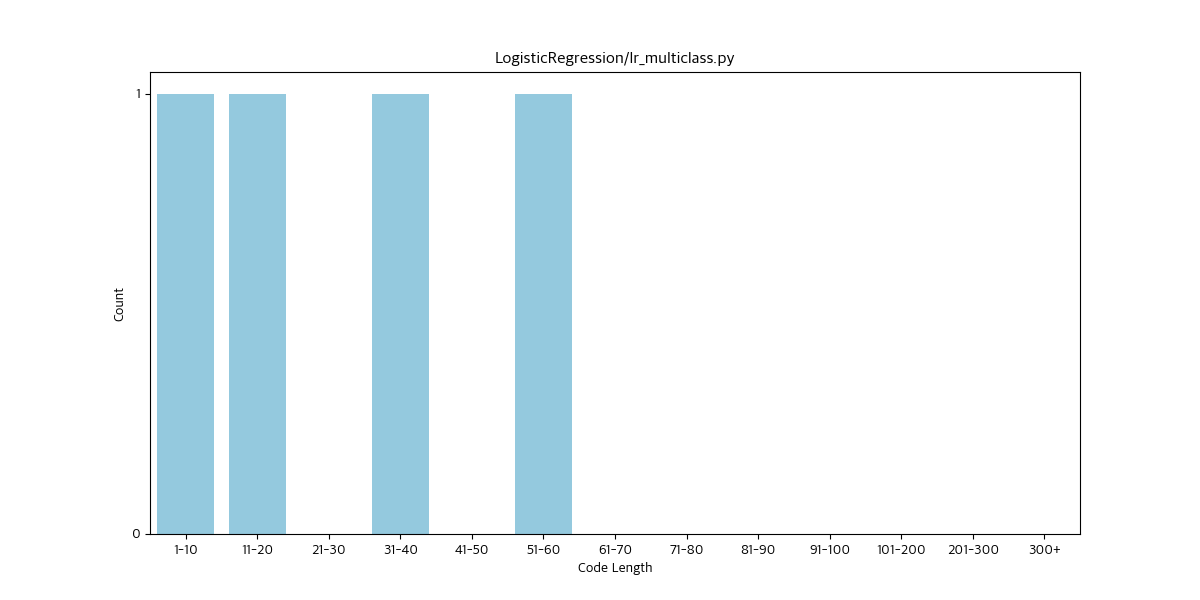 LogisticRegression/lr_multiclass.py
1
Count
0
1-10 11-20 21-30 31-40 41-50 51-60 61-70 71-80 81-90 91-100 101-200 201-300 300+
Code Length